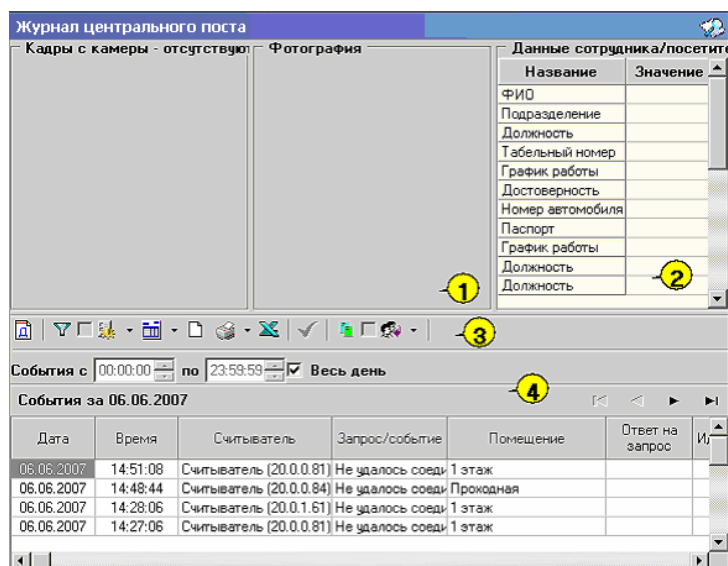 Журнал центрального поста
Кадры с камеры - отсутствуют
Фотография
Данные сотрудника/посетите
Название Значение
ФИО
Подразделение
Должность
Табельный номер
График работы
Достоверность
Номер автомобиля
Паспорт
График работы
Должность
Должность
1
2
3
События с 00:00:00 по 23:59:59 Весь день
4
События за 06.06.2007
Дата Время Считыватель Запрос/событие Помещение Ответ на запрос И
06.06.2007 14:51:08 Считыватель (20.0.0.81) Не удалось соеди 1 этаж
06.06.2007 14:48:44 Считыватель (20.0.0.84) Не удалось соеди Проходная
06.06.2007 14:28:06 Считыватель (20.0.1.61) Не удалось соеди 1 этаж
06.06.2007 14:27:06 Считыватель (20.0.0.81) Не удалось соеди 1 этаж